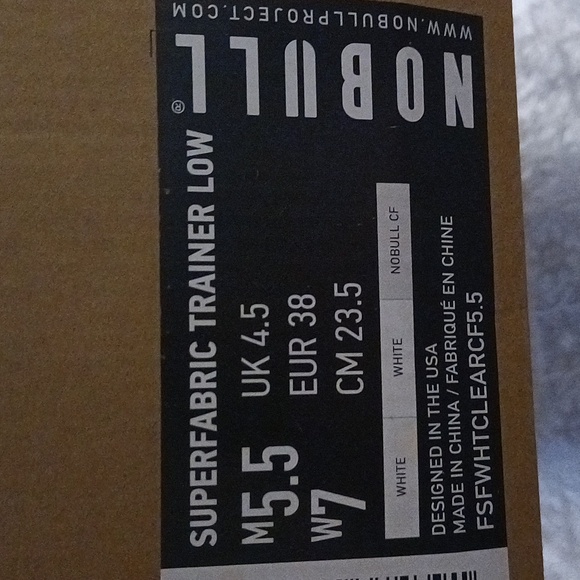 WWW.NOBULLPROJECT.COM
NOBULL®
SUPERFABRIC TRAINER LOW
M5.5
W7
UK 4.5
EUR 38
CM 23.5
WHITE WHITE NOBULL CF
DESIGNED IN THE USA
MADE IN CHINA / FABRIQUÉ EN CHINE
FSFWHTCLEARCF5.5